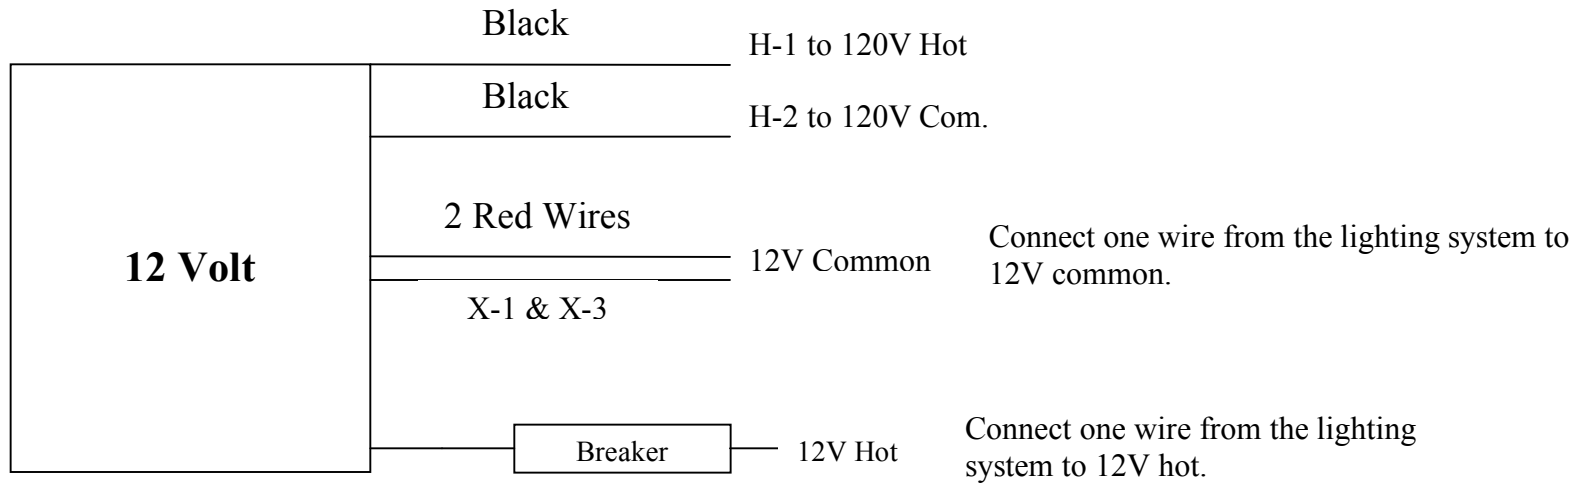 Black
H-1 to 120V Hot
Black
H-2 to 120V Com.
2 Red Wires
12 Volt
12V Common
Connect one wire from the lighting system to
12V common.
X-1 & X-3
Breaker
12V Hot
Connect one wire from the lighting
system to 12V hot.